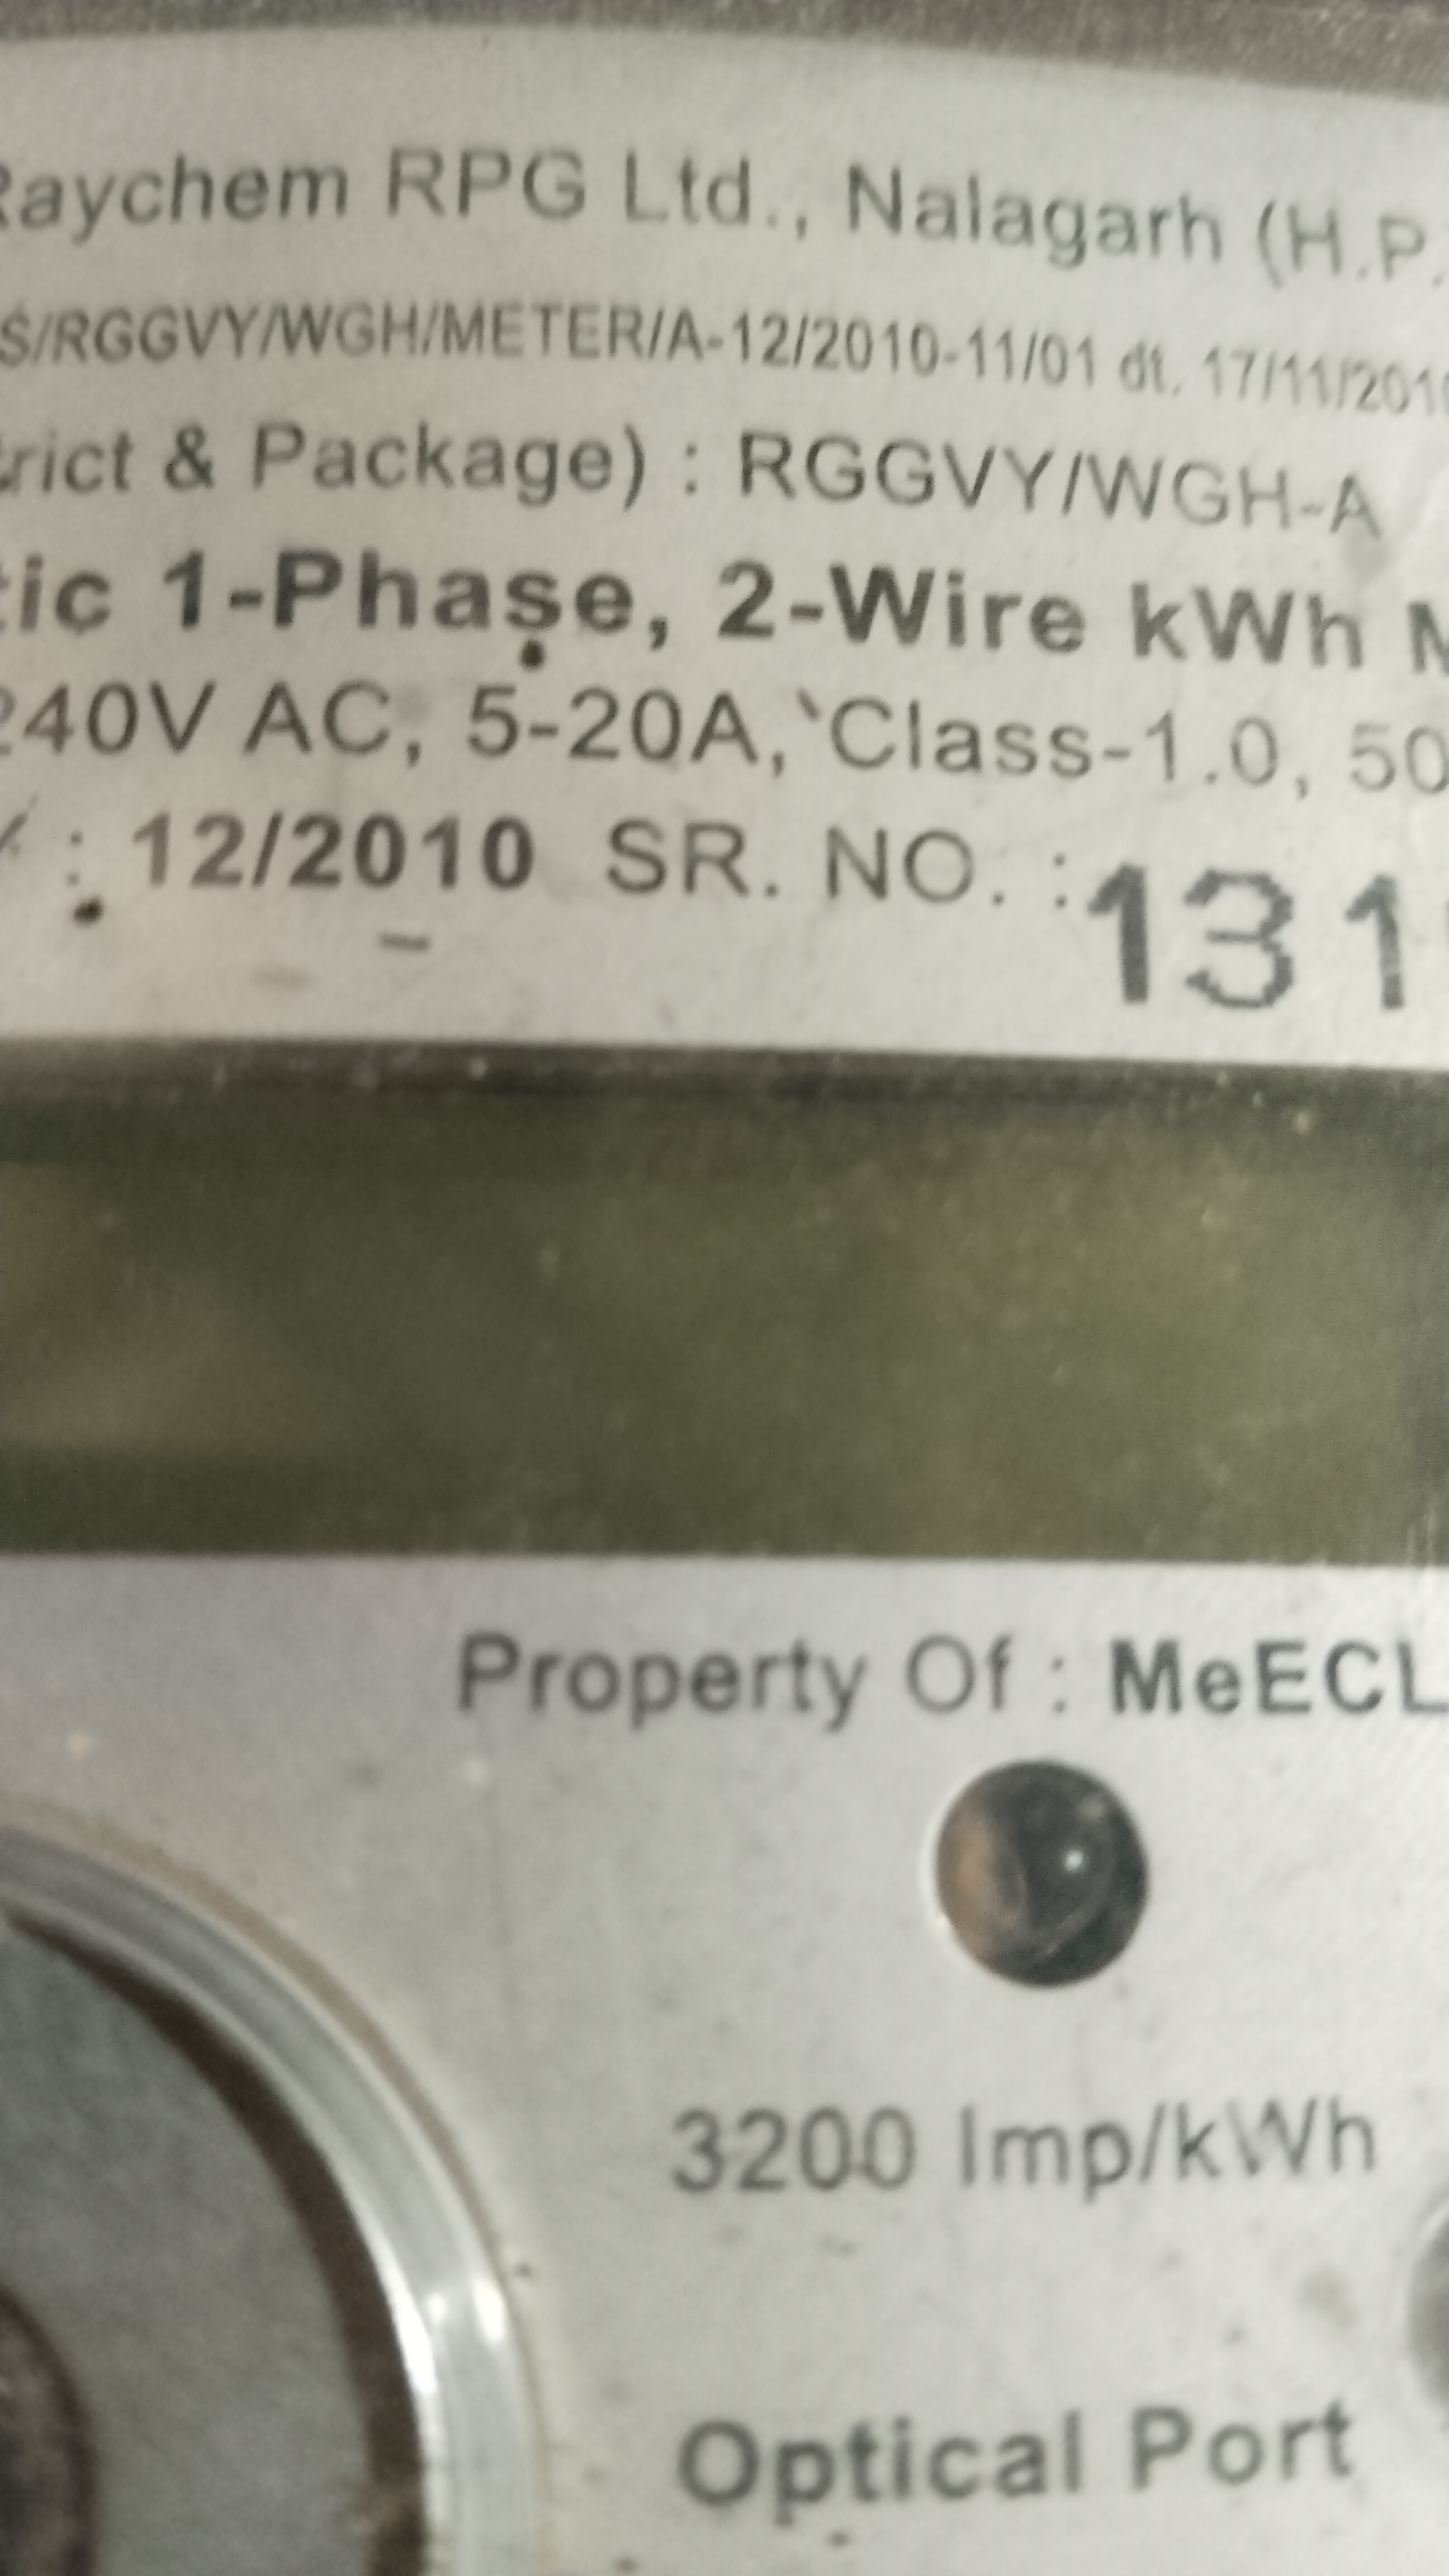 Raychem RPG Ltd., Nalagarh (H.P.
S/RGGVY/WGH/METER/A-12/2010-11/01 dt. 17/11/2010
rict & Package) : RGGVY/WGH-A
tic 1-Phase, 2-Wire kWh M
240V AC, 5-20A, Class-1.0, 50
: 12/2010 SR. NO. : 131
Property Of : MeECL
3200 Imp/kWh
Optical Port